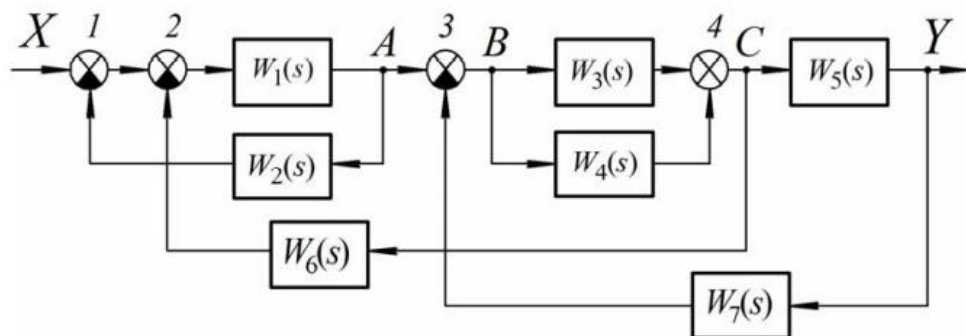 X 1 2 A 3 B 4 C Y
W1(s) W3(s) W5(s)
W2(s) W4(s)
W6(s)
W7(s)